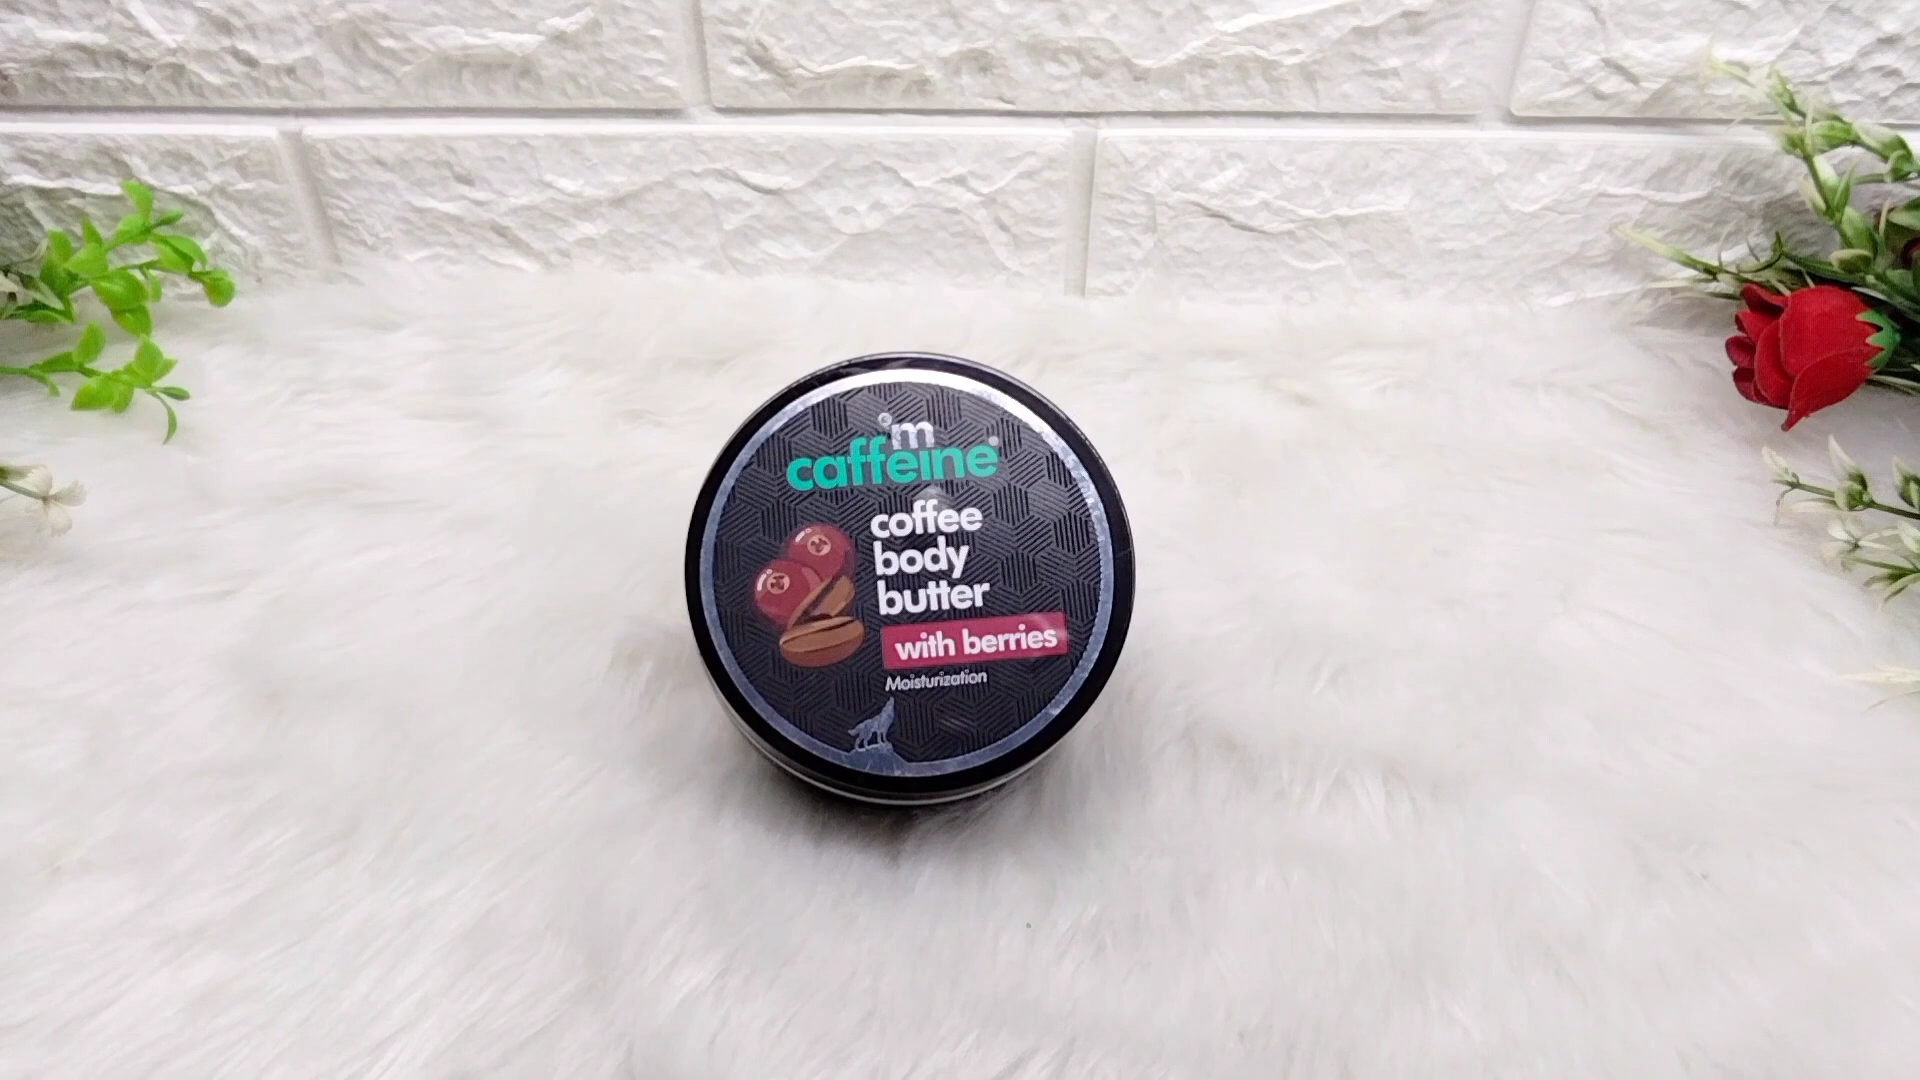 m
caffeine®
coffee
body
butter
with berries
Moisturization